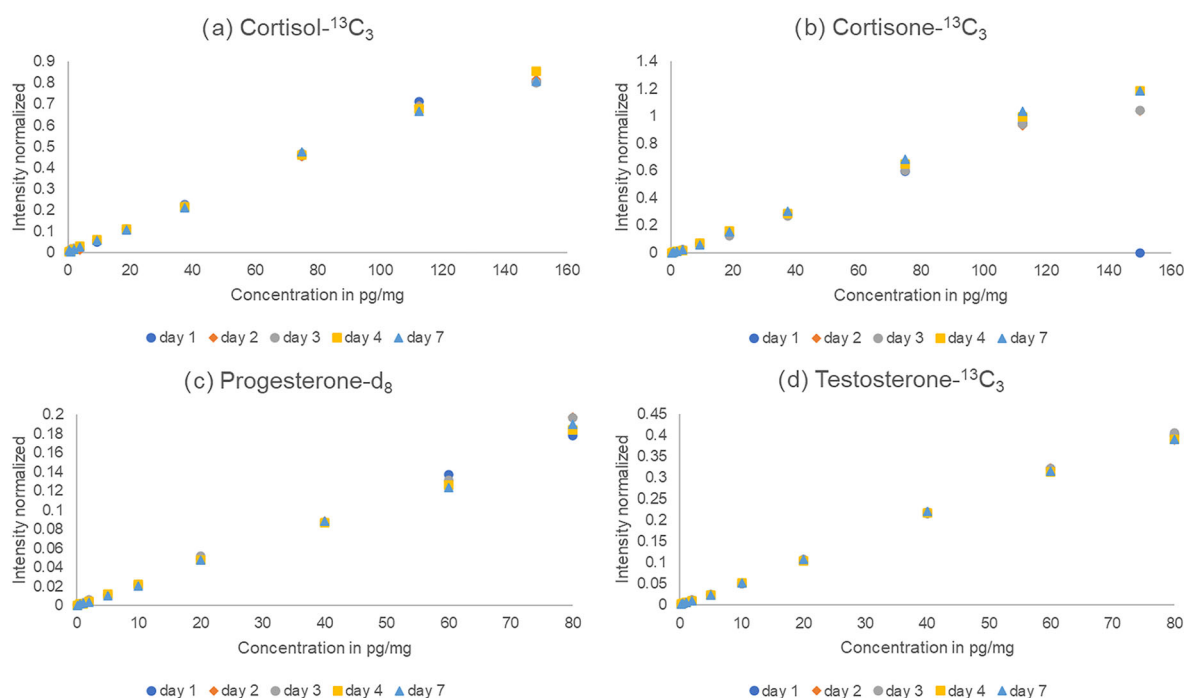 (a) Cortisol-¹³C₃
Intensity normalized
0.9
0.8
0.7
0.6
0.5
0.4
0.3
0.2
0.1
0
0 20 40 60 80 100 120 140 160
Concentration in pg/mg
day 1 day 2 day 3 day 4 day 7
(b) Cortisone-¹³C₃
Intensity normalized
1.4
1.2
1
0.8
0.6
0.4
0.2
0
0 20 40 60 80 100 120 140 160
Concentration in pg/mg
day 1 day 2 day 3 day 4 day 7
(c) Progesterone-d₈
Intensity normalized
0.2
0.18
0.16
0.14
0.12
0.1
0.08
0.06
0.04
0.02
0
0 10 20 30 40 50 60 70 80
Concentration in pg/mg
day 1 day 2 day 3 day 4 day 7
(d) Testosterone-¹³C₃
Intensity normalized
0.45
0.4
0.35
0.3
0.25
0.2
0.15
0.1
0.05
0
0 10 20 30 40 50 60 70 80
Concentration in pg/mg
day 1 day 2 day 3 day 4 day 7